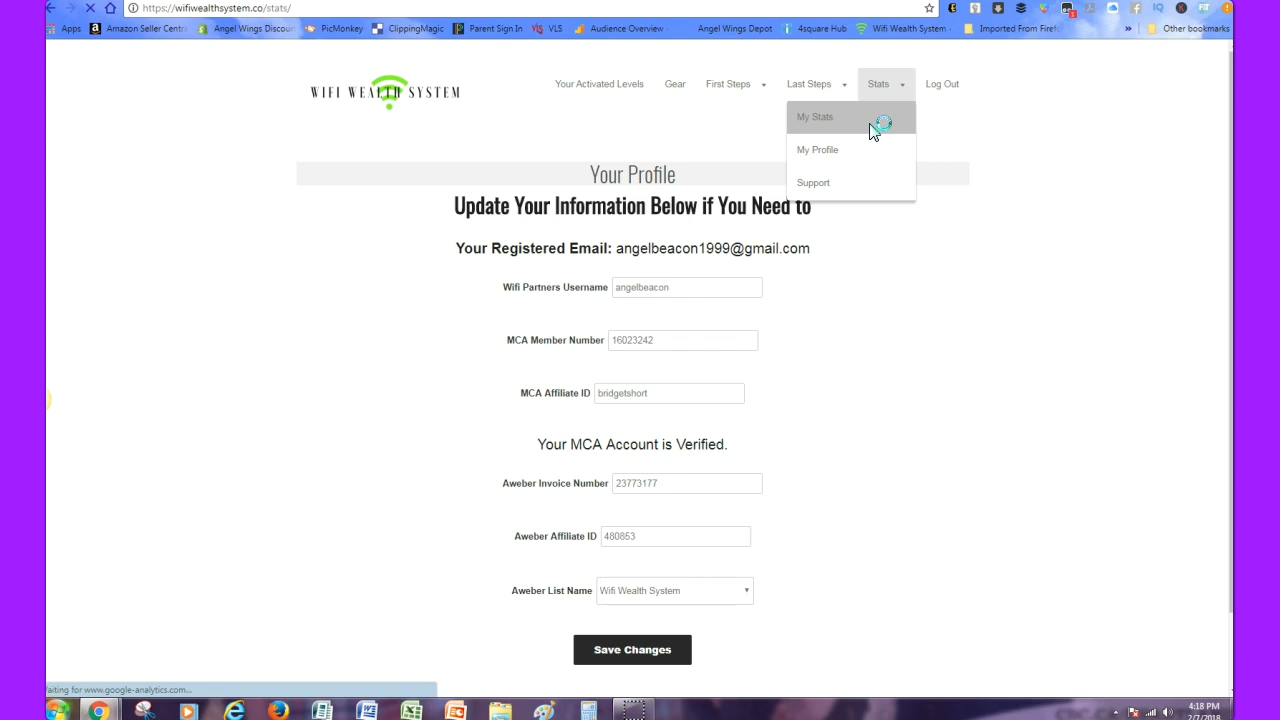 https://wifiwealthsystem.co/stats/
Apps Amazon Seller Centr Angel Wings Discoun PicMonkey ClippingMagic Parent Sign In VLS Audience Overview Angel Wings Depot 4square Hub Wifi Wealth System Imported From Firef » Other bookmarks
WIFI WEALTH SYSTEM
Your Activated Levels Gear First Steps Last Steps Stats Log Out
My Stats
My Profile
Support
Your Profile
Update Your Information Below if You Need to
Your Registered Email: angelbeacon1999@gmail.com
Wifi Partners Username angelbeacon
MCA Member Number 16023242
MCA Affiliate ID bridgetshort
Your MCA Account is Verified.
Aweber Invoice Number 23773177
Aweber Affiliate ID 480853
Aweber List Name Wifi Wealth System
Save Changes
aiting for www.google-analytics.com...
4:18 PM
2/7/2018